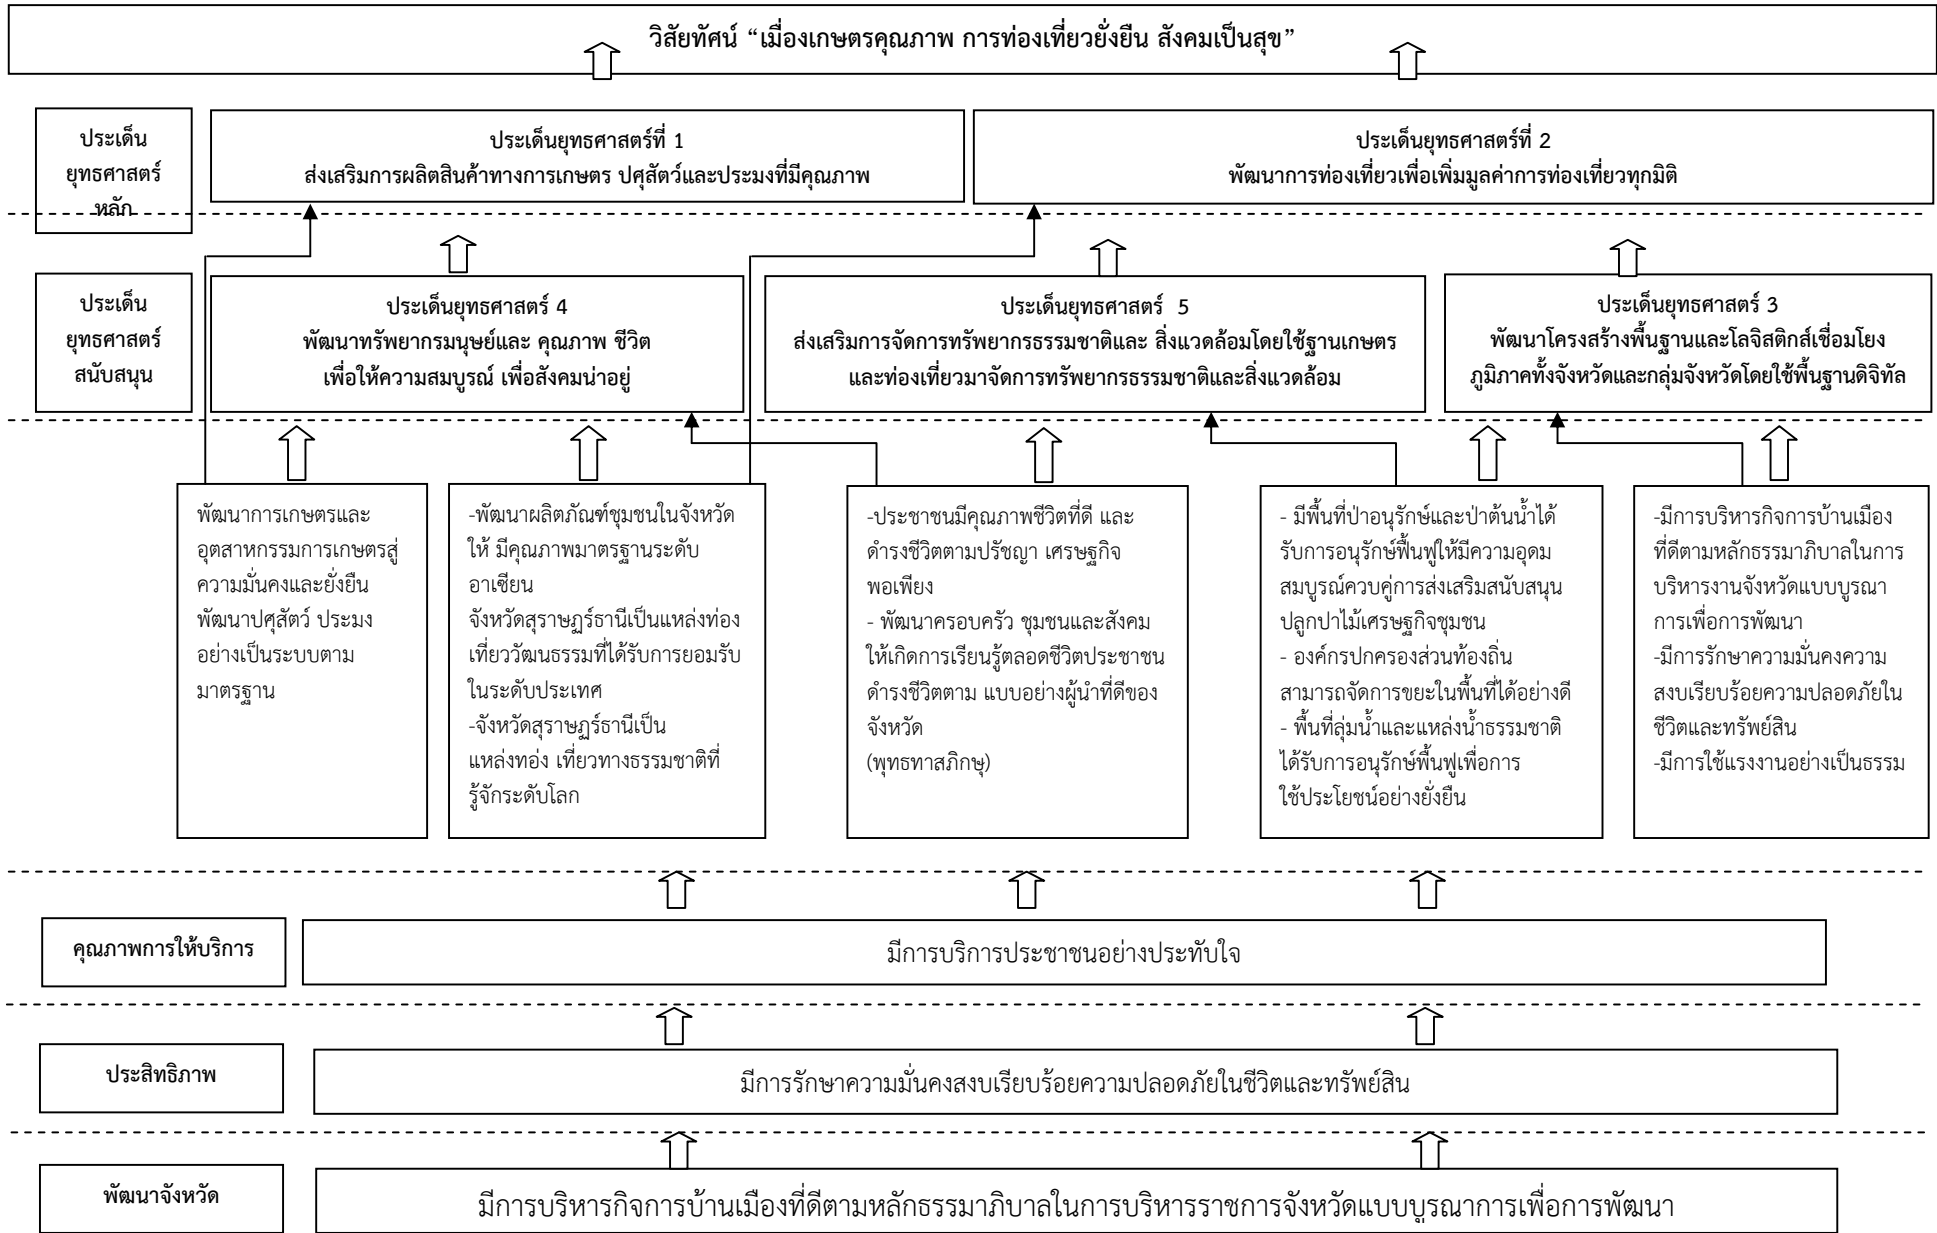 วิสัยทัศน์ “เมืองเกษตรคุณภาพ การท่องเที่ยวยั่งยืน สังคมเป็นสุข”
ประเด็น
ยุทธศาสตร์
หลัก
ประเด็นยุทธศาสตร์ที่ 1
ส่งเสริมการผลิตสินค้าทางการเกษตร ปศุสัตว์และประมงที่มีคุณภาพ
ประเด็นยุทธศาสตร์ที่ 2
พัฒนาการท่องเที่ยวเพื่อเพิ่มมูลค่าการท่องเที่ยวทุกมิติ
ประเด็น
ยุทธศาสตร์
สนับสนุน
ประเด็นยุทธศาสตร์ 4
พัฒนาทรัพยากรมนุษย์และ คุณภาพ ชีวิต
เพื่อให้ความสมบูรณ์ เพื่อสังคมน่าอยู่
ประเด็นยุทธศาสตร์ 5
ส่งเสริมการจัดการทรัพยากรธรรมชาติและ สิ่งแวดล้อมโดยใช้ฐานเกษตร
และท่องเที่ยวมาจัดการทรัพยากรธรรมชาติและสิ่งแวดล้อม
ประเด็นยุทธศาสตร์ 3
พัฒนาโครงสร้างพื้นฐานและโลจิสติกส์เชื่อมโยง
ภูมิภาคทั้งจังหวัดและกลุ่มจังหวัดโดยใช้พื้นฐานดิจิทัล
พัฒนาการเกษตรและ
อุตสาหกรรมการเกษตรสู่
ความมั่นคงและยั่งยืน
พัฒนาปศุสัตว์ ประมง
อย่างเป็นระบบตาม
มาตรฐาน
-พัฒนาผลิตภัณฑ์ชุมชนในจังหวัด
ให้ มีคุณภาพมาตรฐานระดับ
อาเซียน
จังหวัดสุราษฏร์ธานีเป็นแหล่งท่อง
เที่ยววัฒนธรรมที่ได้รับการยอมรับ
ในระดับประเทศ
-จังหวัดสุราษฏร์ธานีเป็น
แหล่งทอ่ง เที่ยวทางธรรมชาติที่
รู้จักระดับโลก
-ประชาชนมีคุณภาพชีวิตที่ดี และ
ดำรงชีวิตตามปรัชญา เศรษฐกิจ
พอเพียง
- พัฒนาครอบครัว ชุมชนและสังคม
ให้เกิดการเรียนรู้ตลอดชีวิตประชาชน
ดำรงชีวิตตาม แบบอย่างผู้นำที่ดีของ
จังหวัด
(พุทธทาสภิกษุ)
- มีพื้นที่ป่าอนุรักษ์และป่าต้นน้ำได้
รับการอนุรักษ์ฟื้นฟูให้มีความอุดม
สมบูรณ์ควบคู่การส่งเสริมสนับสนุน
ปลูกปาไม้เศรษฐกิจชุมชน
- องค์กรปกครองส่วนท้องถิ่น
สามารถจัดการขยะในพื้นที่ได้อย่างดี
- พื้นที่ลุ่มน้ำและแหล่งน้ำธรรมชาติ
ได้รับการอนุรักษ์พื้นฟูเพื่อการ
ใช้ประโยชน์อย่างยั่งยืน
-มีการบริหารกิจการบ้านเมือง
ที่ดีตามหลักธรรมาภิบาลในการ
บริหารงานจังหวัดแบบบูรณา
การเพื่อการพัฒนา
-มีการรักษาความมั่นคงความ
สงบเรียบร้อยความปลอดภัยใน
ชีวิตและทรัพย์สิน
-มีการใช้แรงงานอย่างเป็นธรรม
คุณภาพการให้บริการ
มีการบริการประชาชนอย่างประทับใจ
ประสิทธิภาพ
มีการรักษาความมั่นคงสงบเรียบร้อยความปลอดภัยในชีวิตและทรัพย์สิน
พัฒนาจังหวัด
มีการบริหารกิจการบ้านเมืองที่ดีตามหลักธรรมาภิบาลในการบริหารราชการจังหวัดแบบบูรณาการเพื่อการพัฒนา